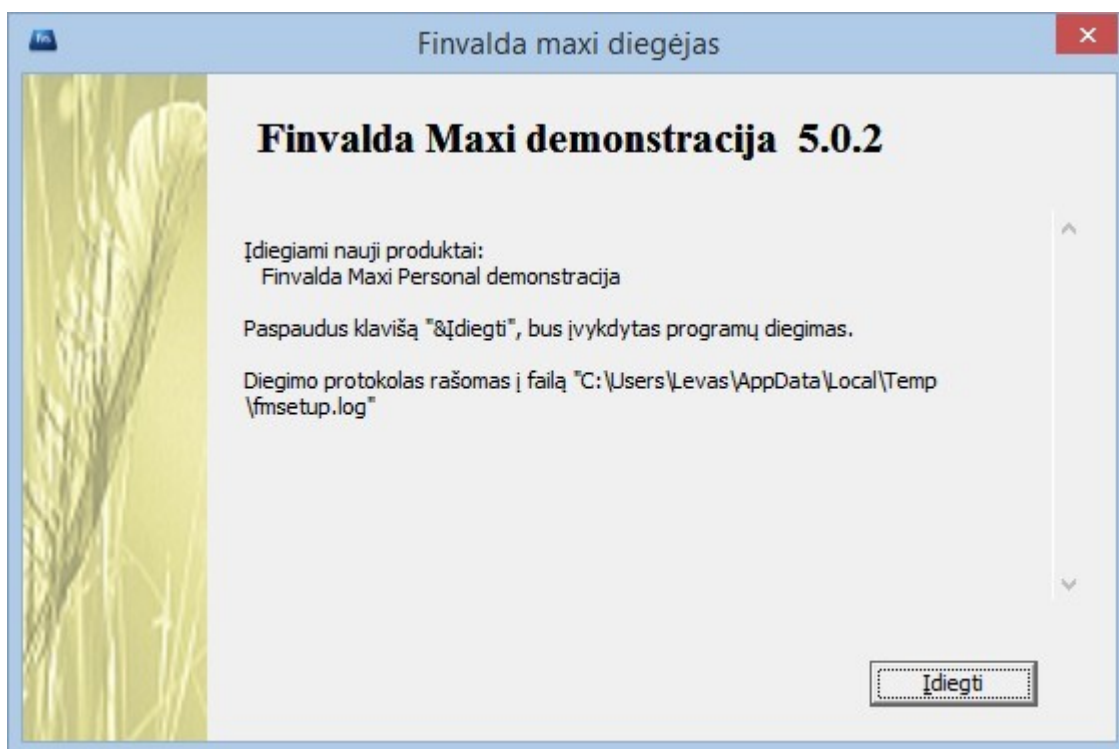 Fin
Finvalda maxi diegėjas
Finvalda Maxi demonstracija 5.0.2
Įdiegiami nauji produktai:
Finvalda Maxi Personal demonstracija
Paspaudus klavišą "&Įdiegti", bus įvykdytas programų diegimas.
Diegimo protokolas rašomas į failą "C:\Users\Levas\AppData\Local\Temp
\fmsetup.log"
Įdiegti